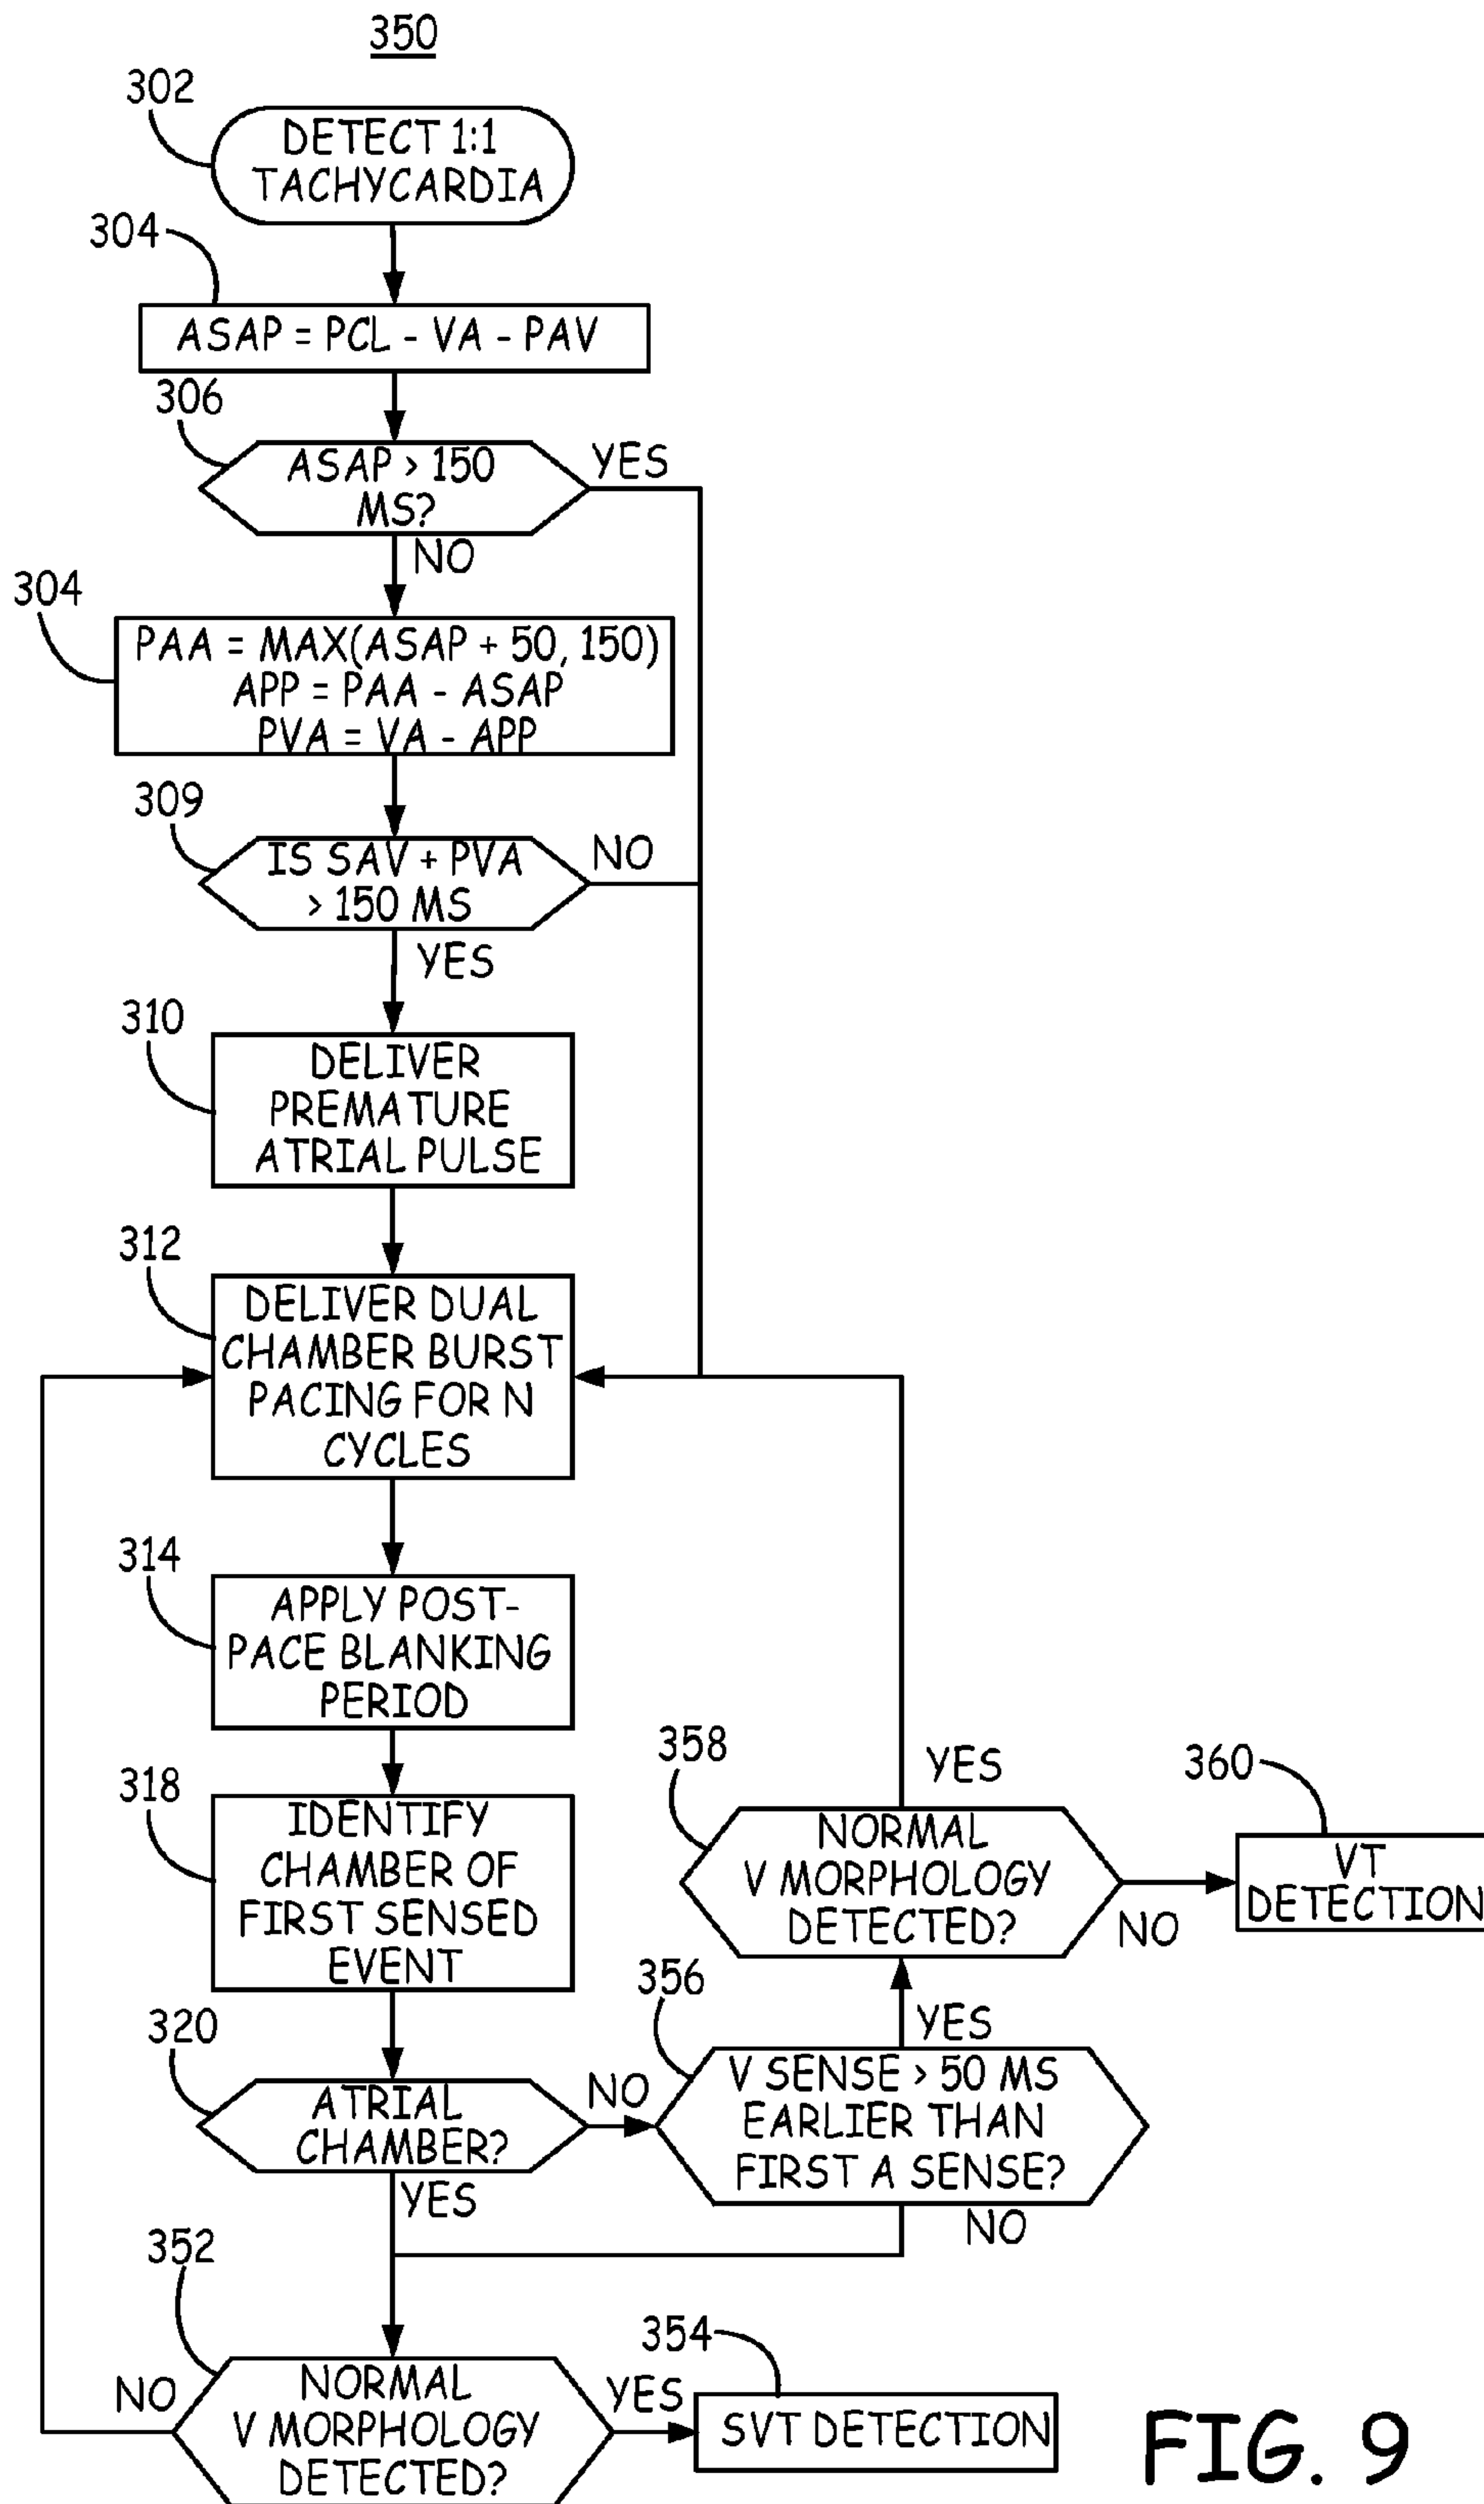 350
302
DETECT 1:1
TACHYCARDIA
304
ASAP = PCL - VA - PAV
306
ASAP > 150
MS?
YES
NO
304
PAA = MAX(ASAP + 50, 150)
APP = PAA - ASAP
PVA = VA - APP
309
IS SAV + PVA
> 150 MS
NO
YES
310
DELIVER
PREMATURE
ATRIAL PULSE
312
DELIVER DUAL
CHAMBER BURST
PACING FOR N
CYCLES
314
APPLY POST-
PACE BLANKING
PERIOD
318
IDENTIFY
CHAMBER OF
FIRST SENSED
EVENT
358
YES
NORMAL
V MORPHOLOGY
DETECTED?
NO
360
VT
DETECTION
320
ATRIAL
CHAMBER?
NO
YES
356
YES
V SENSE > 50 MS
EARLIER THAN
FIRST A SENSE?
NO
352
NO
NORMAL
V MORPHOLOGY
DETECTED?
YES
354
SVT DETECTION
FIG. 9